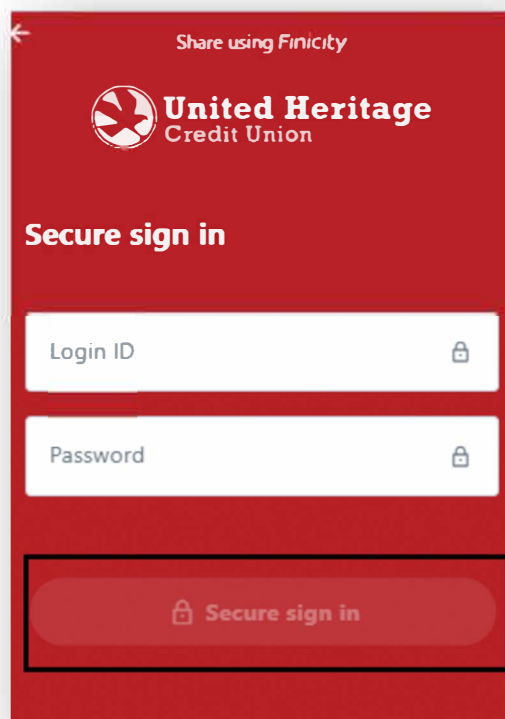 Share using Finicity
United Heritage
Credit Union
Secure sign in
Login ID
Password
Secure sign in